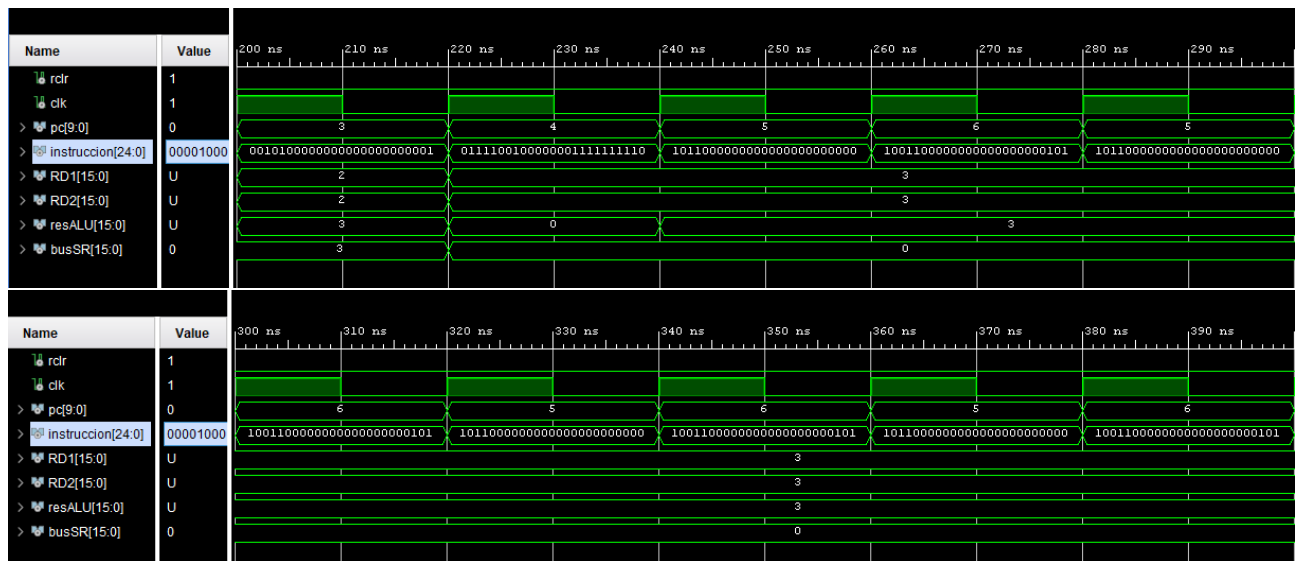 Name Value 200 ns 210 ns 220 ns 230 ns 240 ns 250 ns 260 ns 270 ns 280 ns 290 ns
rclr 1
clk 1
pc[9:0] 0 3 4 5 6 5
instruccion[24:0] 00001000 0010100000000000000000001 0111100100000001111111110 1011000000000000000000000 1001100000000000000000101 1011000000000000000000000
RD1[15:0] U 2 3
RD2[15:0] U 2 3
resALU[15:0] U 3 0 3
busSR[15:0] 0 3 0
Name Value 300 ns 310 ns 320 ns 330 ns 340 ns 350 ns 360 ns 370 ns 380 ns 390 ns
rclr 1
clk 1
pc[9:0] 0 6 5 6 5 6
instruccion[24:0] 00001000 1001100000000000000000101 1011000000000000000000000 1001100000000000000000101 1011000000000000000000000 1001100000000000000000101
RD1[15:0] U 3
RD2[15:0] U 3
resALU[15:0] U 3
busSR[15:0] 0 0